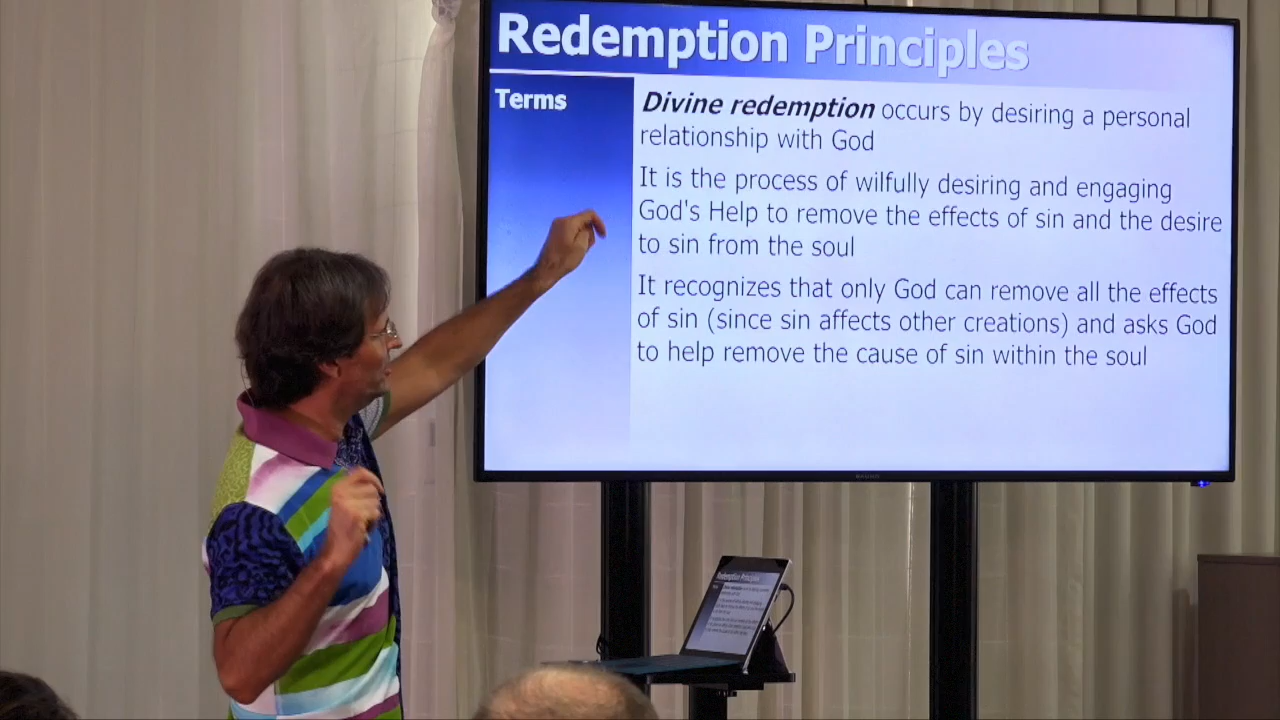 Redemption Principles
Terms
Divine redemption occurs by desiring a personal
relationship with God
It is the process of wilfully desiring and engaging
God's Help to remove the effects of sin and the desire
to sin from the soul
It recognizes that only God can remove all the effects
of sin (since sin affects other creations) and asks God
to help remove the cause of sin within the soul
Redemption Principles